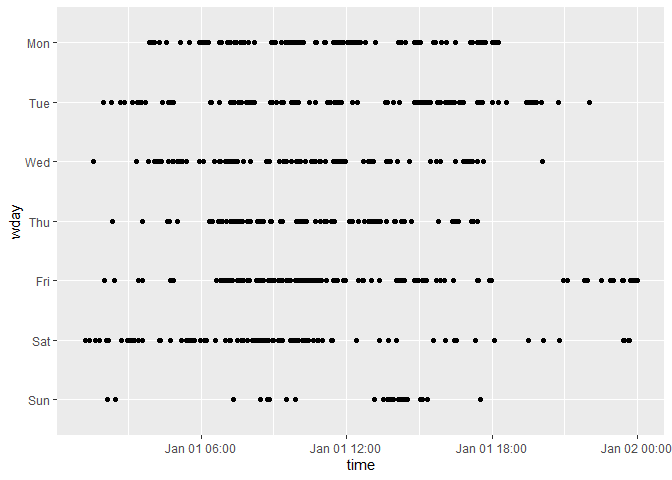 Mon
Tue
Wed
Thu
Fri
Sat
Sun
wday
Jan 01 06:00
Jan 01 12:00
Jan 01 18:00
Jan 02 00:00
time